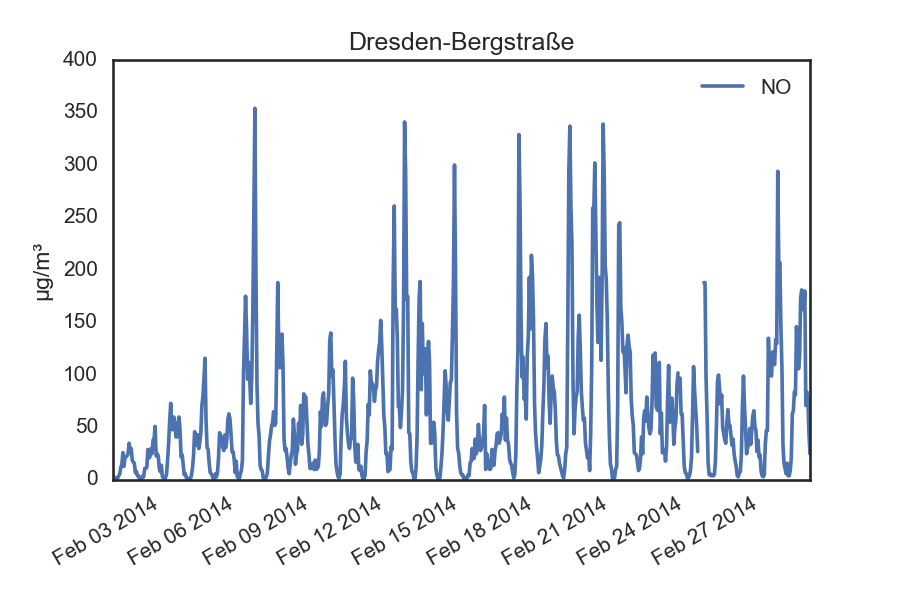 Dresden-Bergstraße
400
350
300
250
200
150
100
50
0
µg/m³
NO
Feb 03 2014
Feb 06 2014
Feb 09 2014
Feb 12 2014
Feb 15 2014
Feb 18 2014
Feb 21 2014
Feb 24 2014
Feb 27 2014